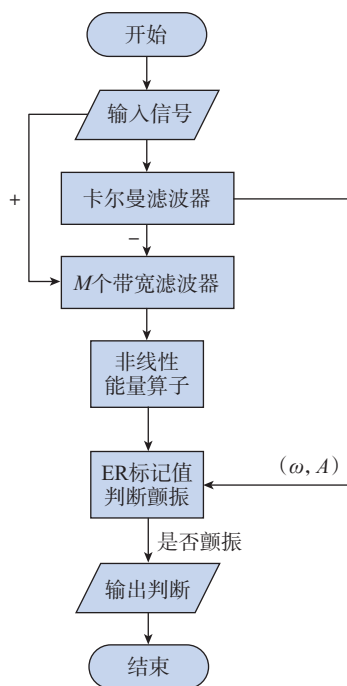 开始
输入信号
+
卡尔曼滤波器
−
M个带宽滤波器
非线性
能量算子
(ω, A)
ER标记值
判断颤振
是否颤振
输出判断
结束